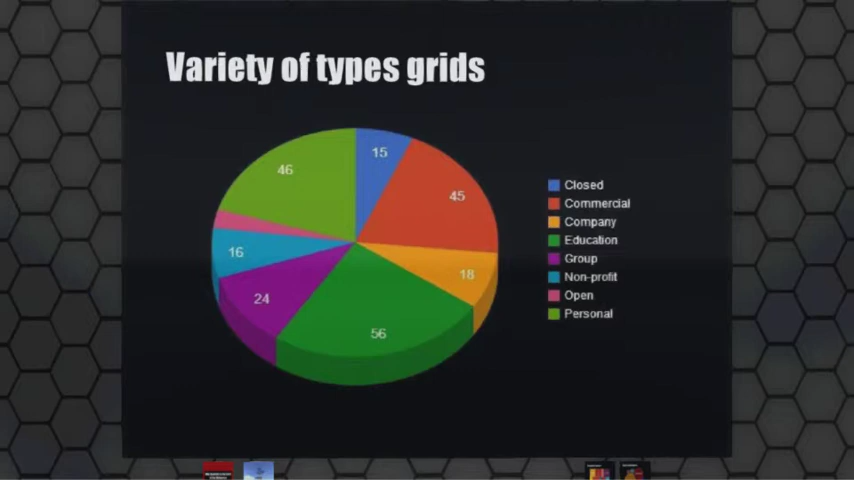 Variety of types grids
15
46
45
16
18
24
56
Closed
Commercial
Company
Education
Group
Non-profit
Open
Personal